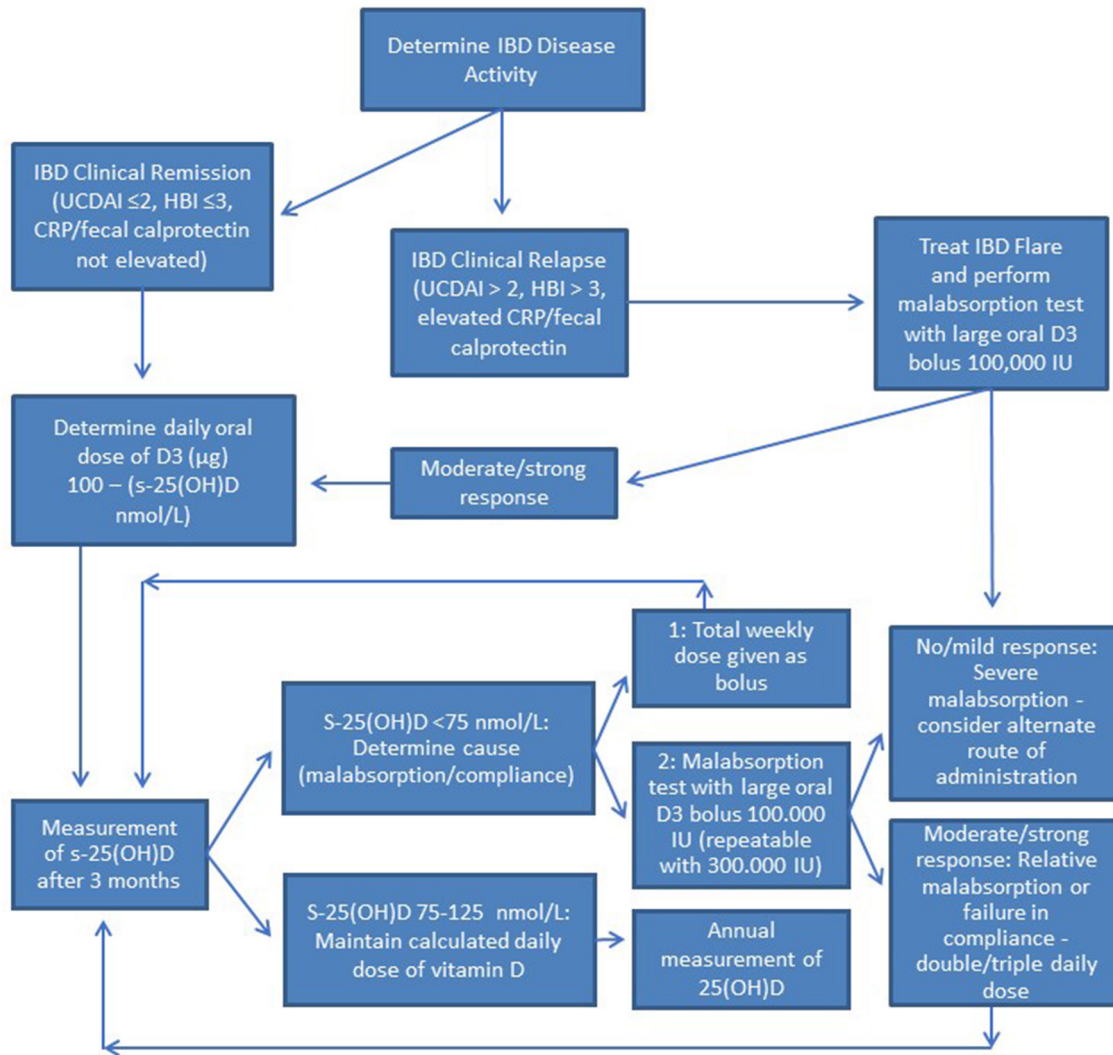 Determine IBD Disease
Activity
IBD Clinical Remission
(UCDAI ≤2, HBI ≤3,
CRP/fecal calprotectin
not elevated)
IBD Clinical Relapse
(UCDAI > 2, HBI > 3,
elevated CRP/fecal
calprotectin
Treat IBD Flare
and perform
malabsorption test
with large oral D3
bolus 100,000 IU
Determine daily oral
dose of D3 (µg)
100 – (s-25(OH)D
nmol/L)
Moderate/strong
response
1: Total weekly
dose given as
bolus
No/mild response:
Severe
malabsorption -
consider alternate
route of
administration
S-25(OH)D <75 nmol/L:
Determine cause
(malabsorption/compliance)
2: Malabsorption
test with large oral
D3 bolus 100.000
IU (repeatable
with 300.000 IU)
Measurement
of s-25(OH)D
after 3 months
Moderate/strong
response: Relative
malabsorption or
failure in
compliance -
double/triple daily
dose
S-25(OH)D 75-125 nmol/L:
Maintain calculated daily
dose of vitamin D
Annual
measurement of
25(OH)D